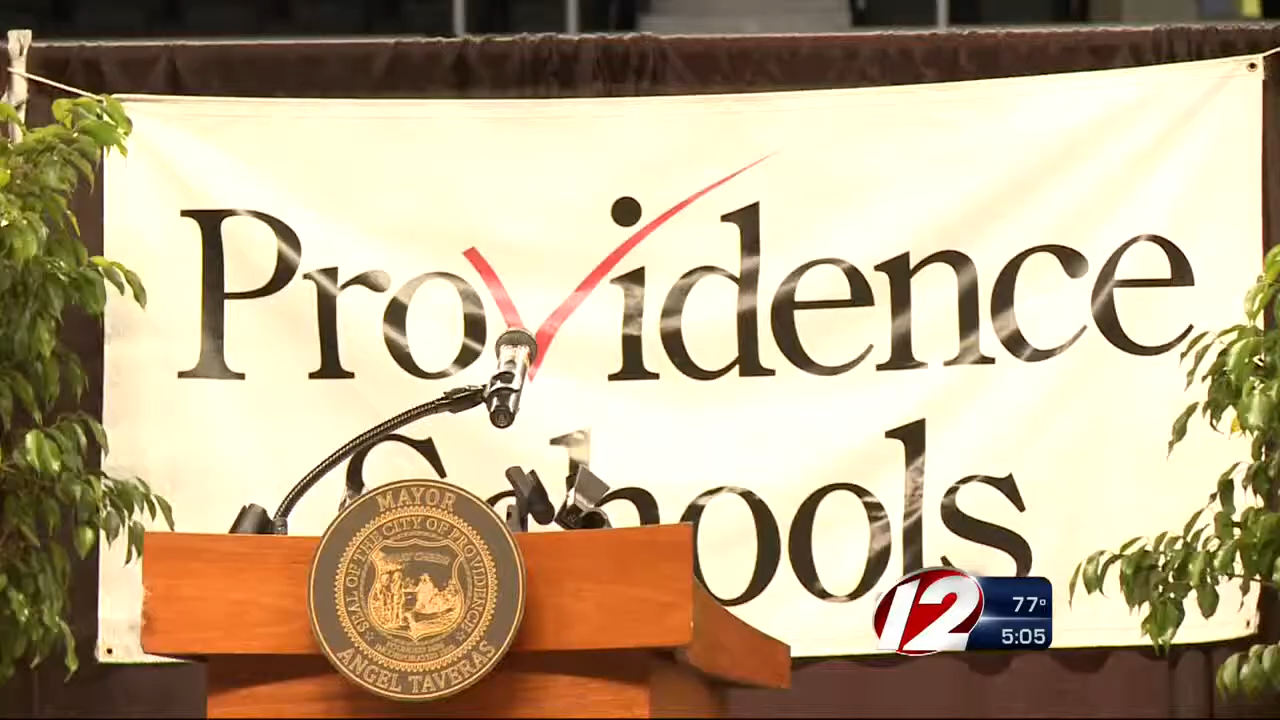 Providence
Schools
MAYOR
SEAL OF THE CITY OF PROVIDENCE
ANGEL TAVERAS
12
77°
5:05